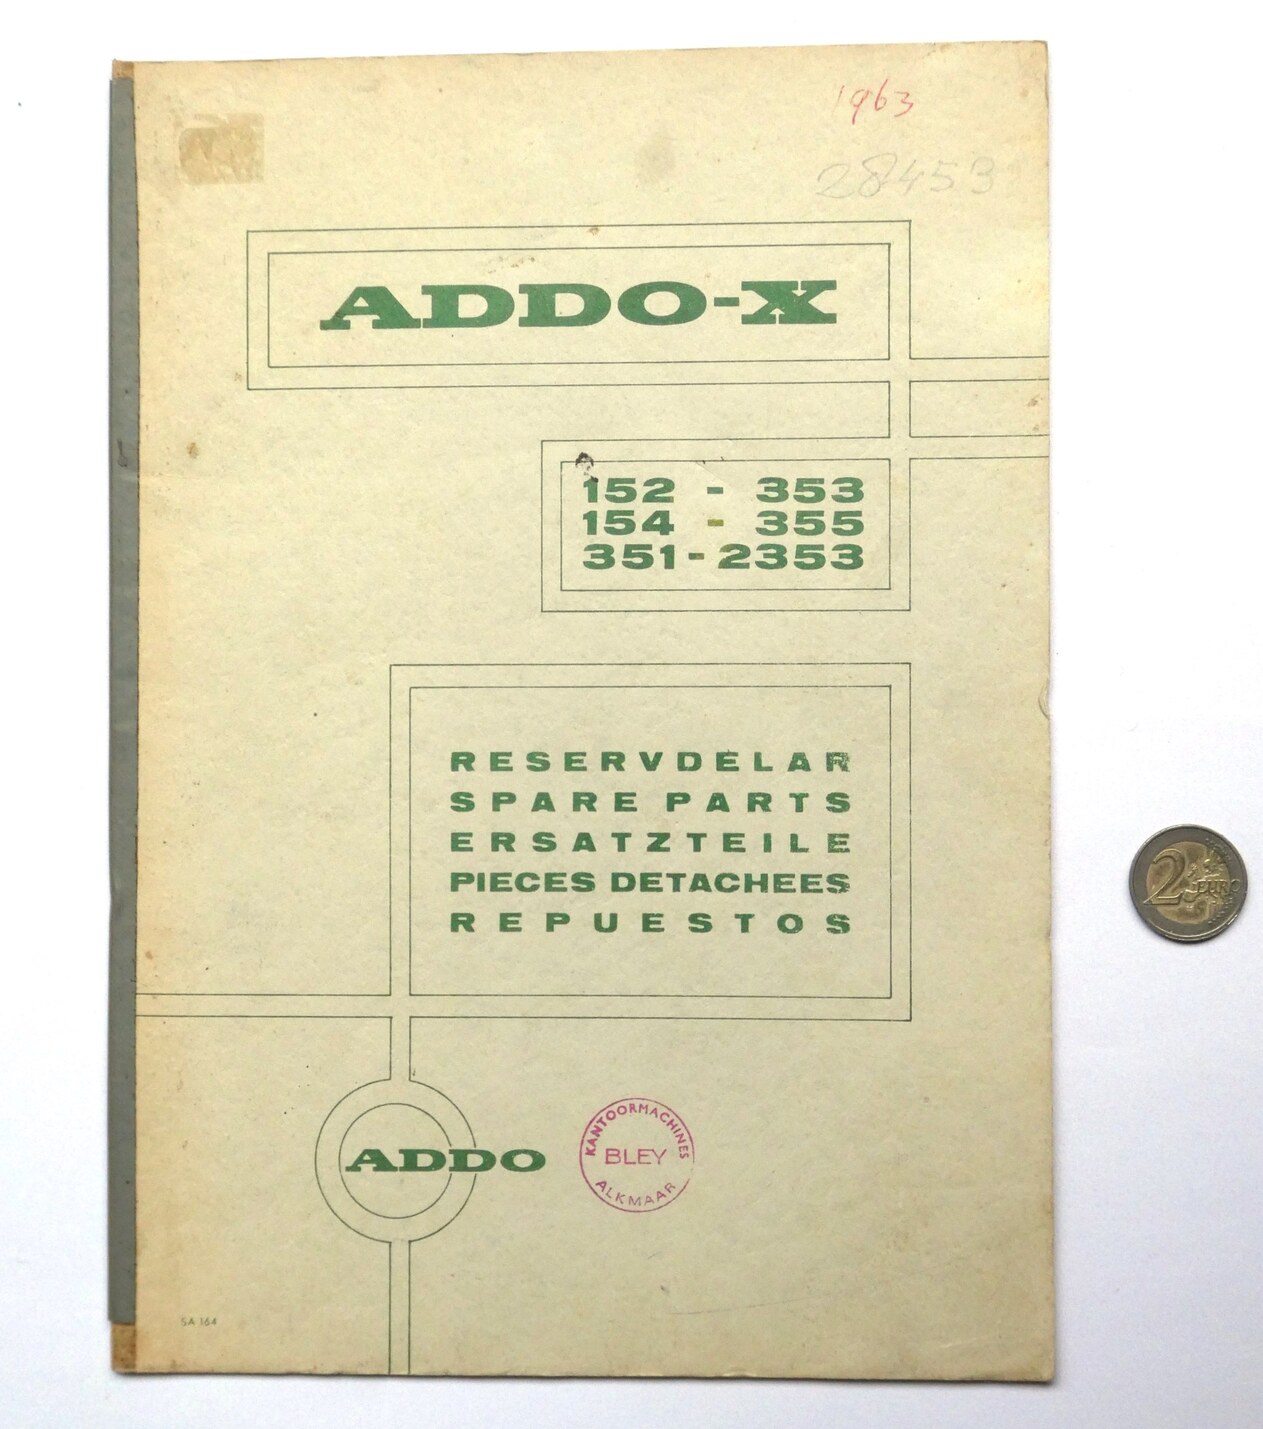 1963
28453
ADDO-X
152 - 353
154 - 355
351-2353
RESERVDELAR
SPARE PARTS
ERSATZTEILE
PIECES DETACHEES
REPUESTOS
ADDO
KANTOORMACHINES
BLEY
ALKMAAR
SA 164
2 EURO